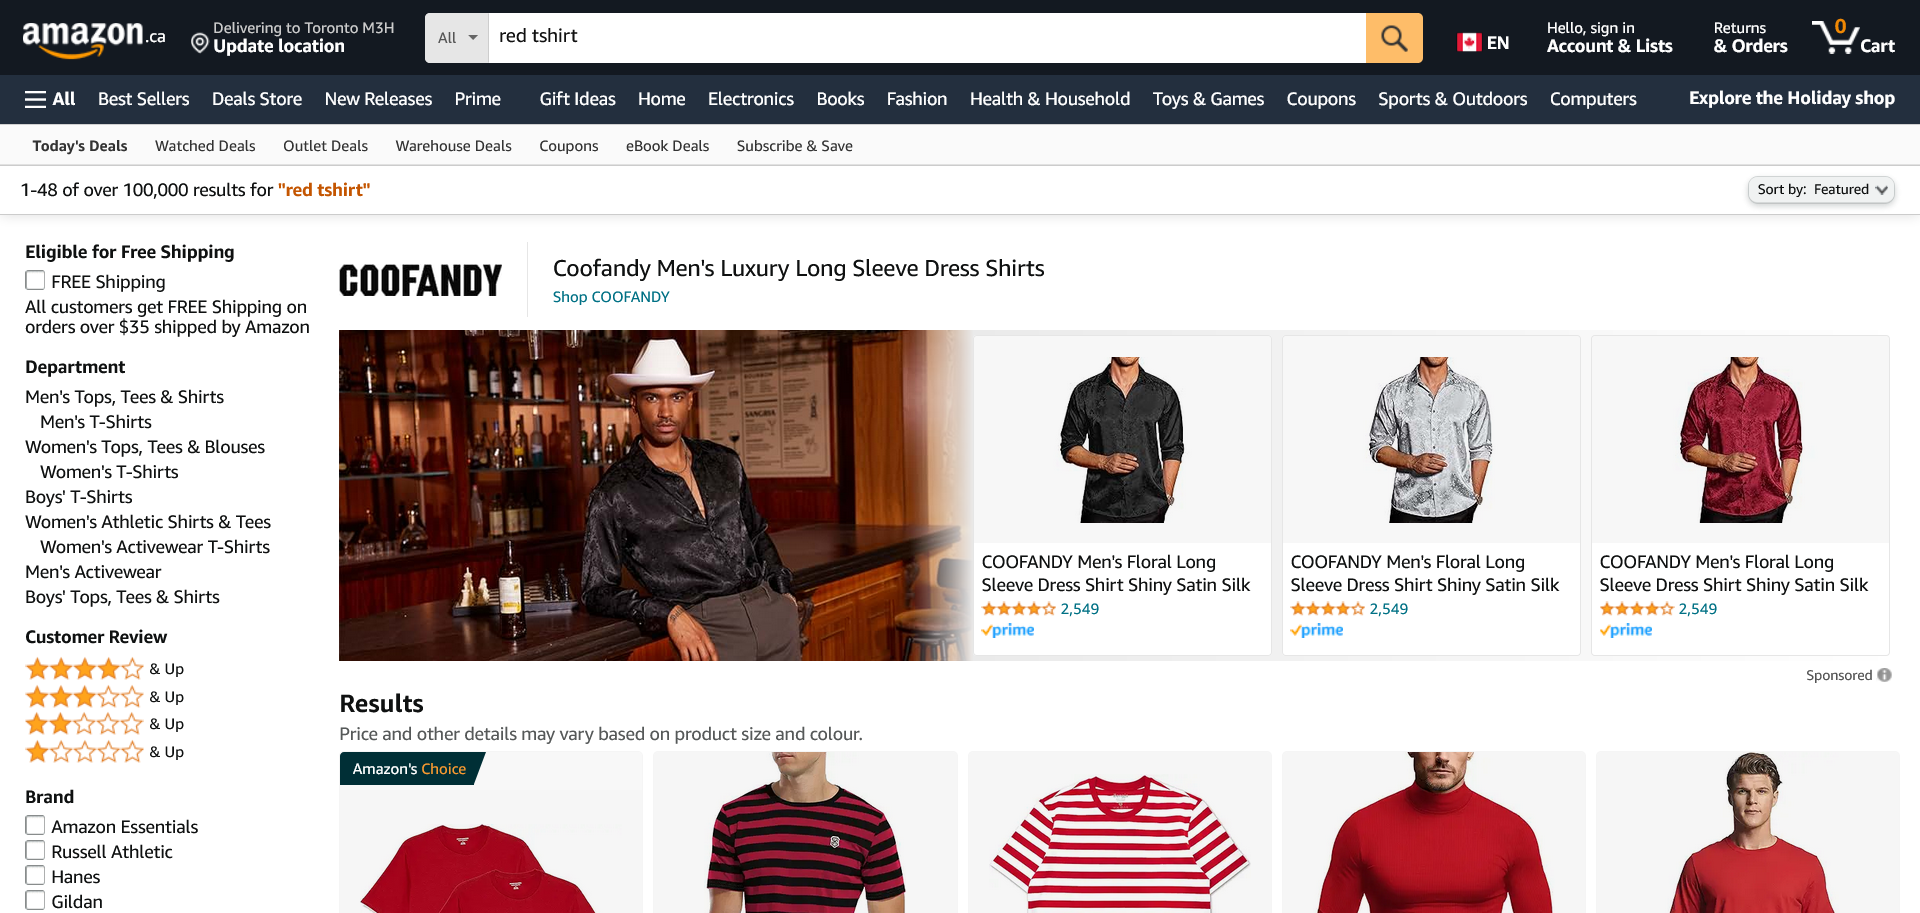 amazon.ca
Delivering to Toronto M3H
Update location
All
red tshirt
EN
Hello, sign in
Account & Lists
Returns
& Orders
0
Cart
All
Best Sellers
Deals Store
New Releases
Prime
Gift Ideas
Home
Electronics
Books
Fashion
Health & Household
Toys & Games
Coupons
Sports & Outdoors
Computers
Explore the Holiday shop
Today's Deals
Watched Deals
Outlet Deals
Warehouse Deals
Coupons
eBook Deals
Subscribe & Save
1-48 of over 100,000 results for "red tshirt"
Sort by: Featured
Eligible for Free Shipping
FREE Shipping
All customers get FREE Shipping on
orders over $35 shipped by Amazon
Department
Men's Tops, Tees & Shirts
Men's T-Shirts
Women's Tops, Tees & Blouses
Women's T-Shirts
Boys' T-Shirts
Women's Athletic Shirts & Tees
Women's Activewear T-Shirts
Men's Activewear
Boys' Tops, Tees & Shirts
Customer Review
& Up
& Up
& Up
& Up
Brand
Amazon Essentials
Russell Athletic
Hanes
Gildan
COOFANDY
Coofandy Men's Luxury Long Sleeve Dress Shirts
Shop COOFANDY
SANGRIA
COOFANDY Men's Floral Long
Sleeve Dress Shirt Shiny Satin Silk
2,549
prime
COOFANDY Men's Floral Long
Sleeve Dress Shirt Shiny Satin Silk
2,549
prime
COOFANDY Men's Floral Long
Sleeve Dress Shirt Shiny Satin Silk
2,549
prime
Sponsored
Results
Price and other details may vary based on product size and colour.
Amazon's Choice